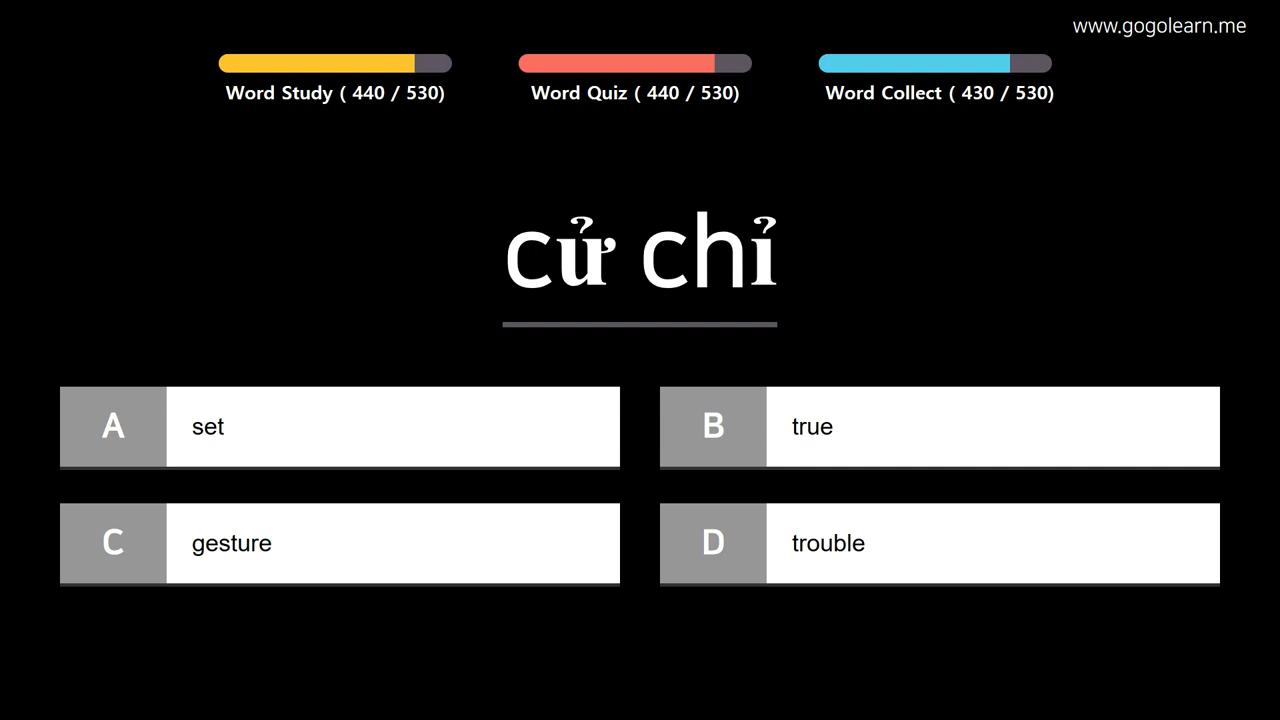 www.gogolearn.me
Word Study ( 440 / 530)
Word Quiz ( 440 / 530)
Word Collect ( 430 / 530)
cử chỉ
A set
B true
C gesture
D trouble